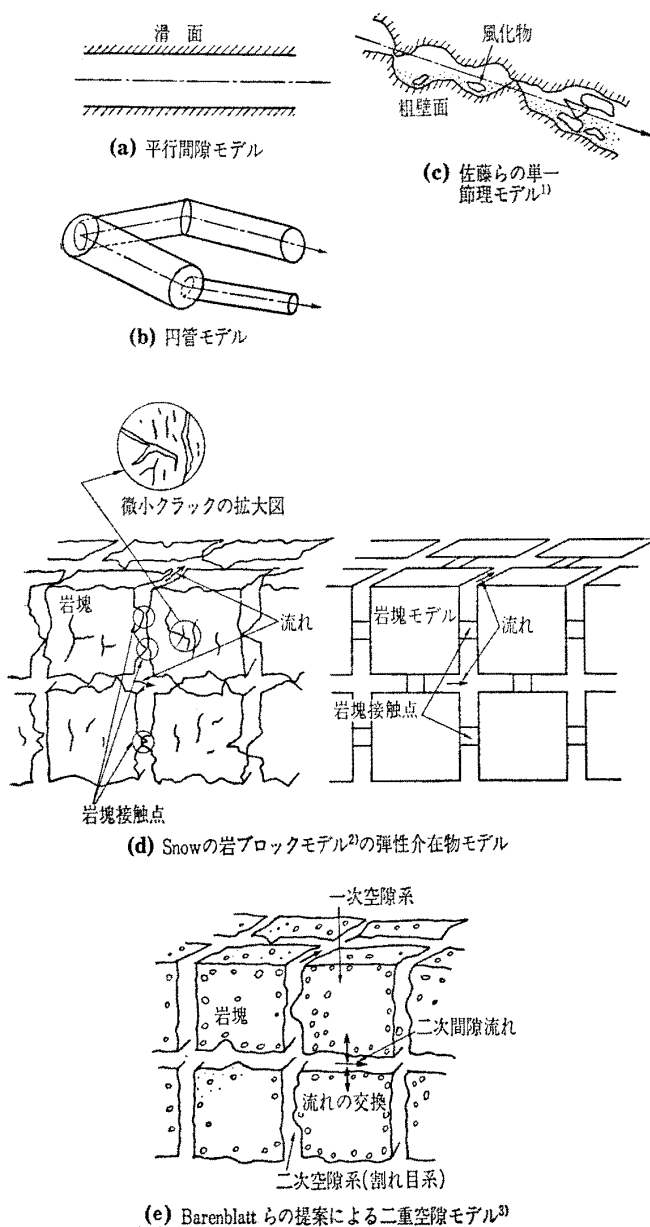 滑面
(a) 平行間隙モデル
風化物
粗壁面
(c) 佐藤らの単一
節理モデル1)
(b) 円管モデル
微小クラックの拡大図
岩塊
流れ
岩塊接触点
岩塊モデル
流れ
岩塊接触点
(d) Snowの岩ブロックモデル2)の弾性介在物モデル
一次空隙系
岩塊
二次間隙流れ
流れの交換
二次空隙系(割れ目系)
(e) Barenblatt らの提案による二重空隙モデル3)